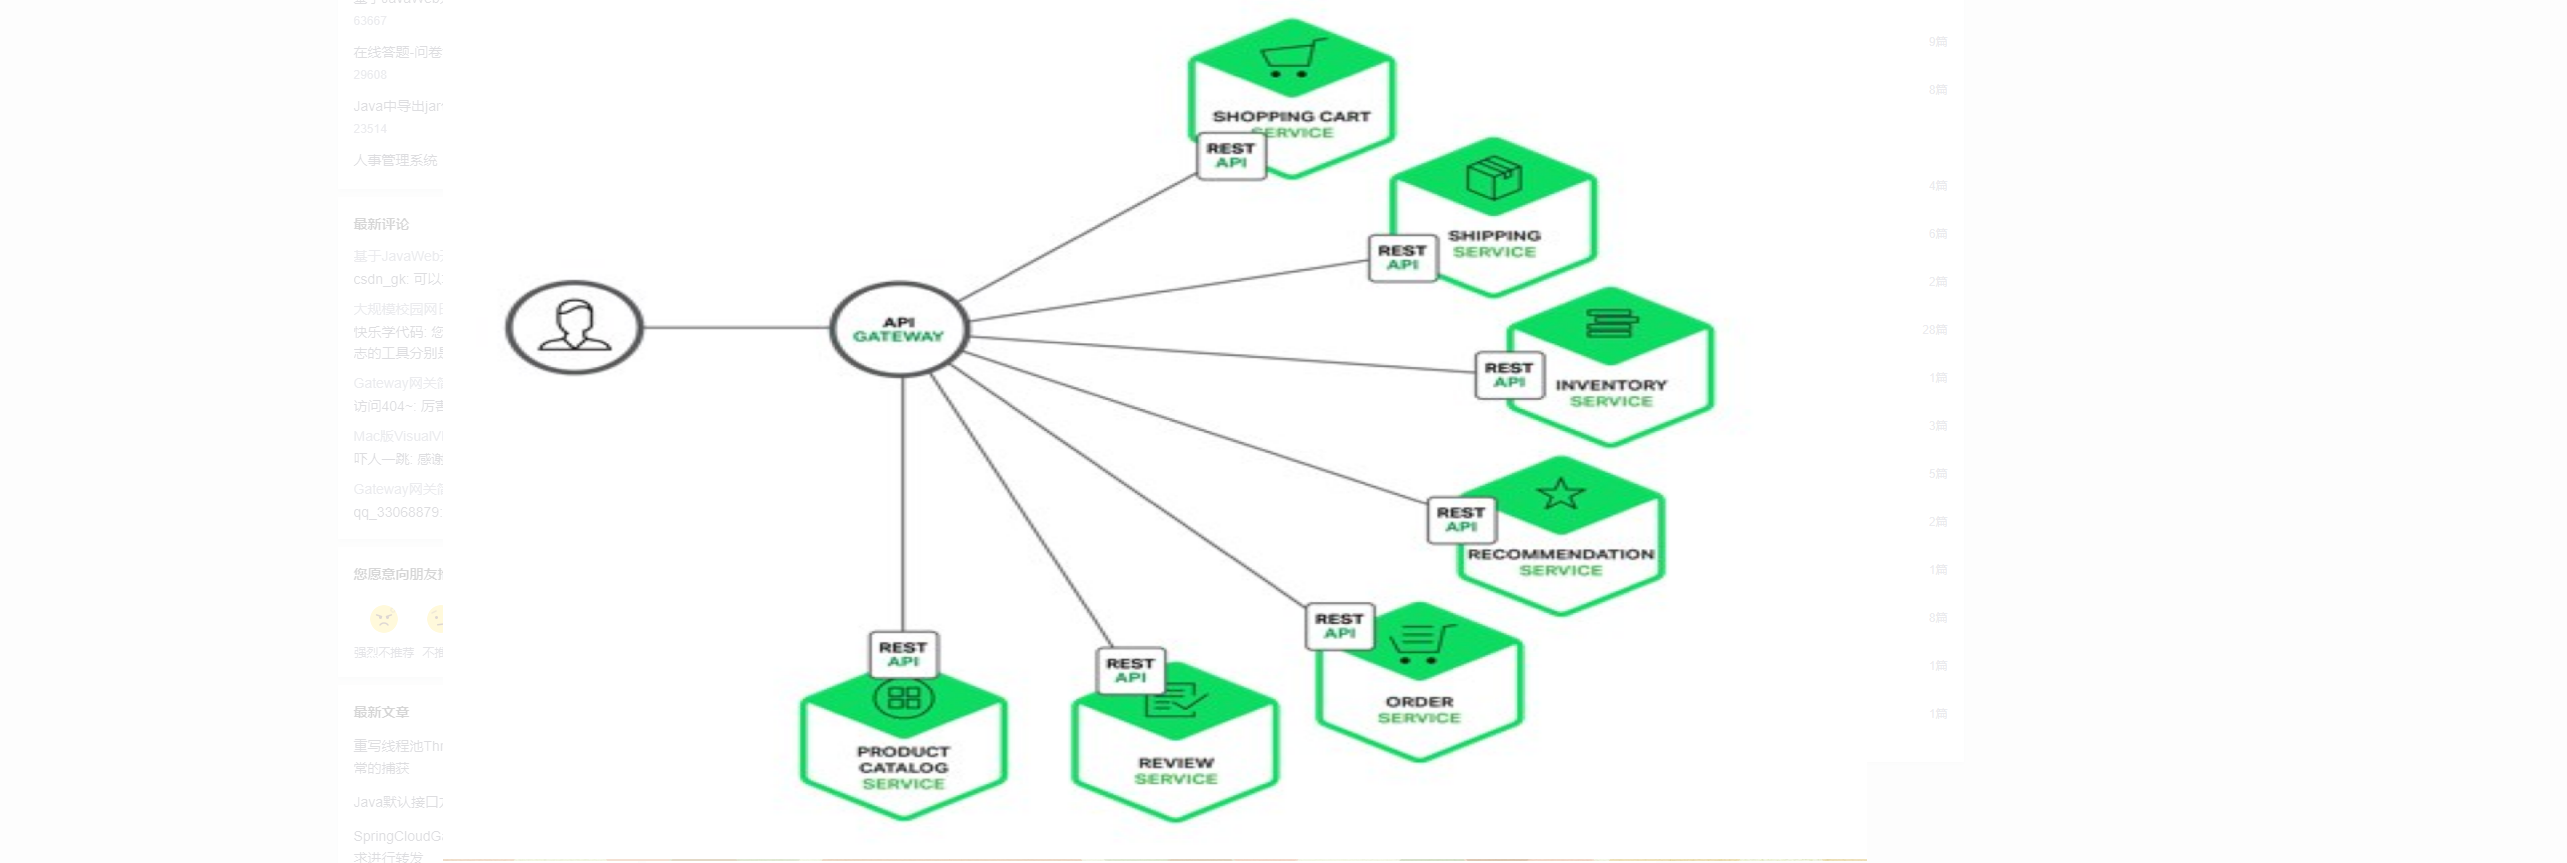 63667
在线答题-问卷
29608
Java中导出jar
23514
人事管理系统
最新评论
基于JavaWeb
csdn_gk: 可以
大规模校园网
快乐学代码: 您
志的工具分别
Gateway网关
访问404~: 厉害
Mac版VisualV
吓人一跳: 感谢
Gateway网关
qq_33068879:
您愿意向朋友
强烈不推荐 不推
最新文章
重写线程池Thr
常的捕获
Java默认接口
SpringCloudG
求进行转发
SHOPPING CART
SERVICE
REST
API
SHIPPING
SERVICE
REST
API
API
GATEWAY
REST
API
INVENTORY
SERVICE
REST
API
RECOMMENDATION
SERVICE
REST
API
ORDER
SERVICE
REST
API
REVIEW
SERVICE
REST
API
PRODUCT
CATALOG
SERVICE
9篇
8篇
4篇
6篇
2篇
28篇
1篇
3篇
5篇
2篇
1篇
8篇
1篇
1篇